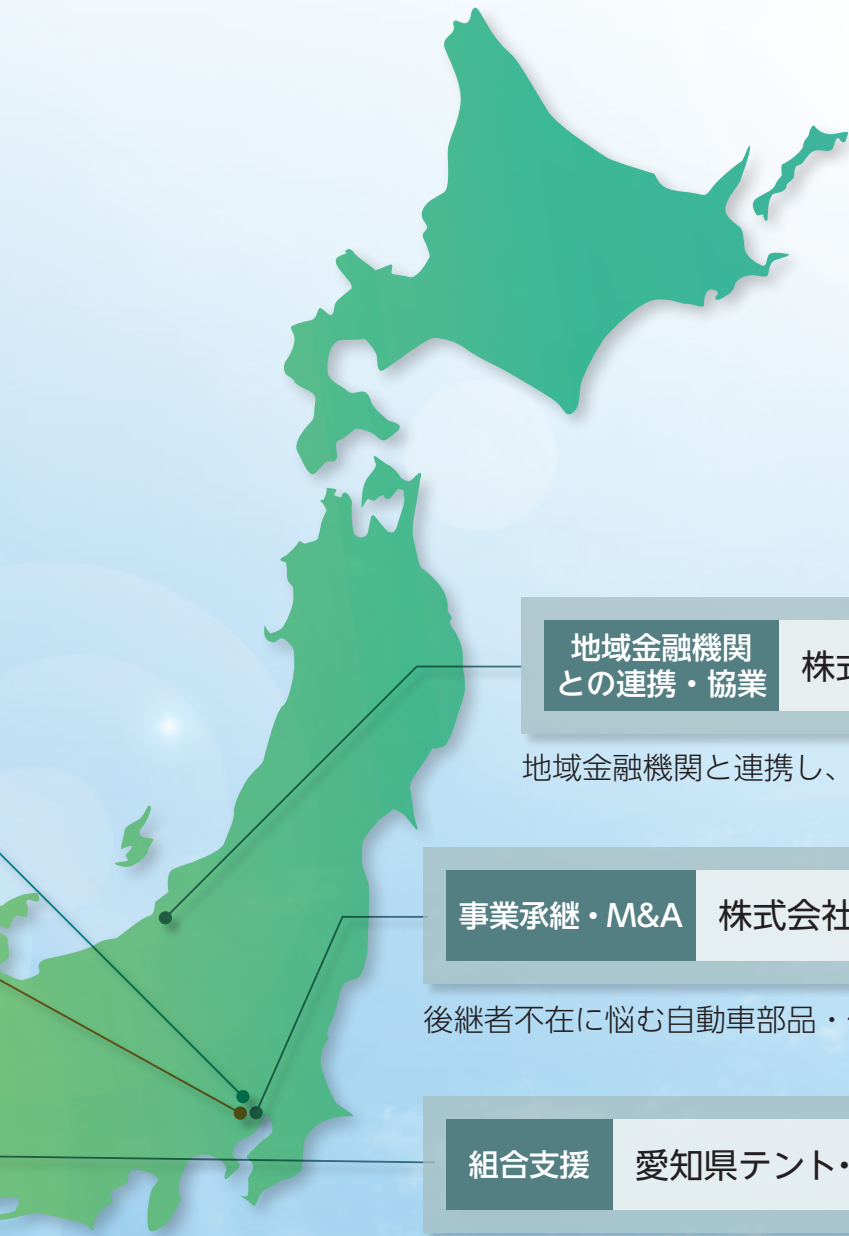 地域金融機関
との連携・協業
株式
地域金融機関と連携し、
事業承継・M&A
株式会社
後継者不在に悩む自動車部品・
組合支援
愛知県テント・